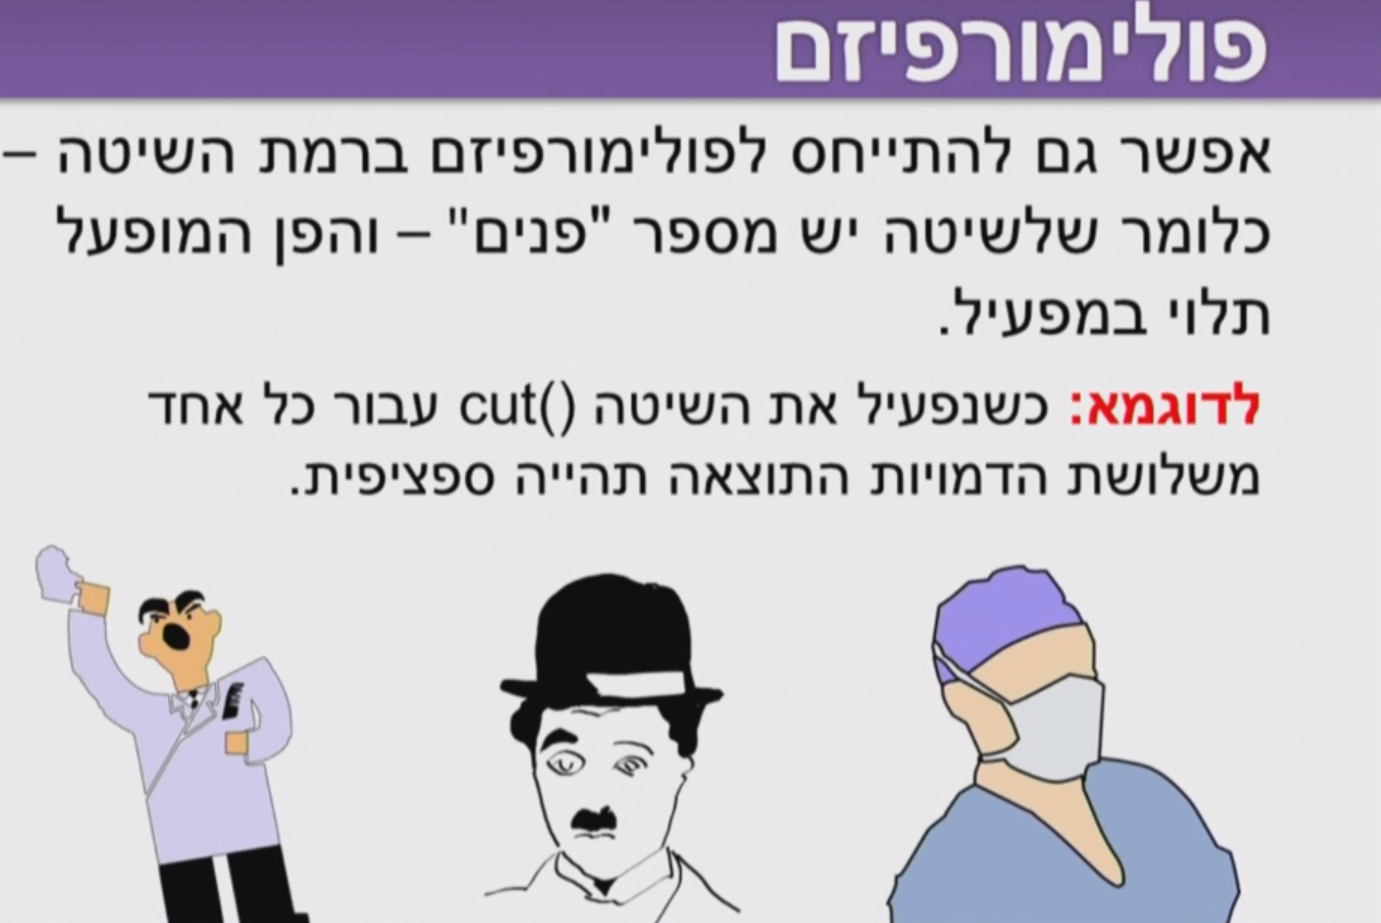 פולימורפיזם
אפשר גם להתייחס לפולימורפיזם ברמת השיטה –
כלומר שלשיטה יש מספר "פנים" – והפן המופעל
תלוי במפעיל.
לדוגמא: כשנפעיל את השיטה cut() עבור כל אחד
משלושת הדמויות התוצאה תהייה ספציפית.